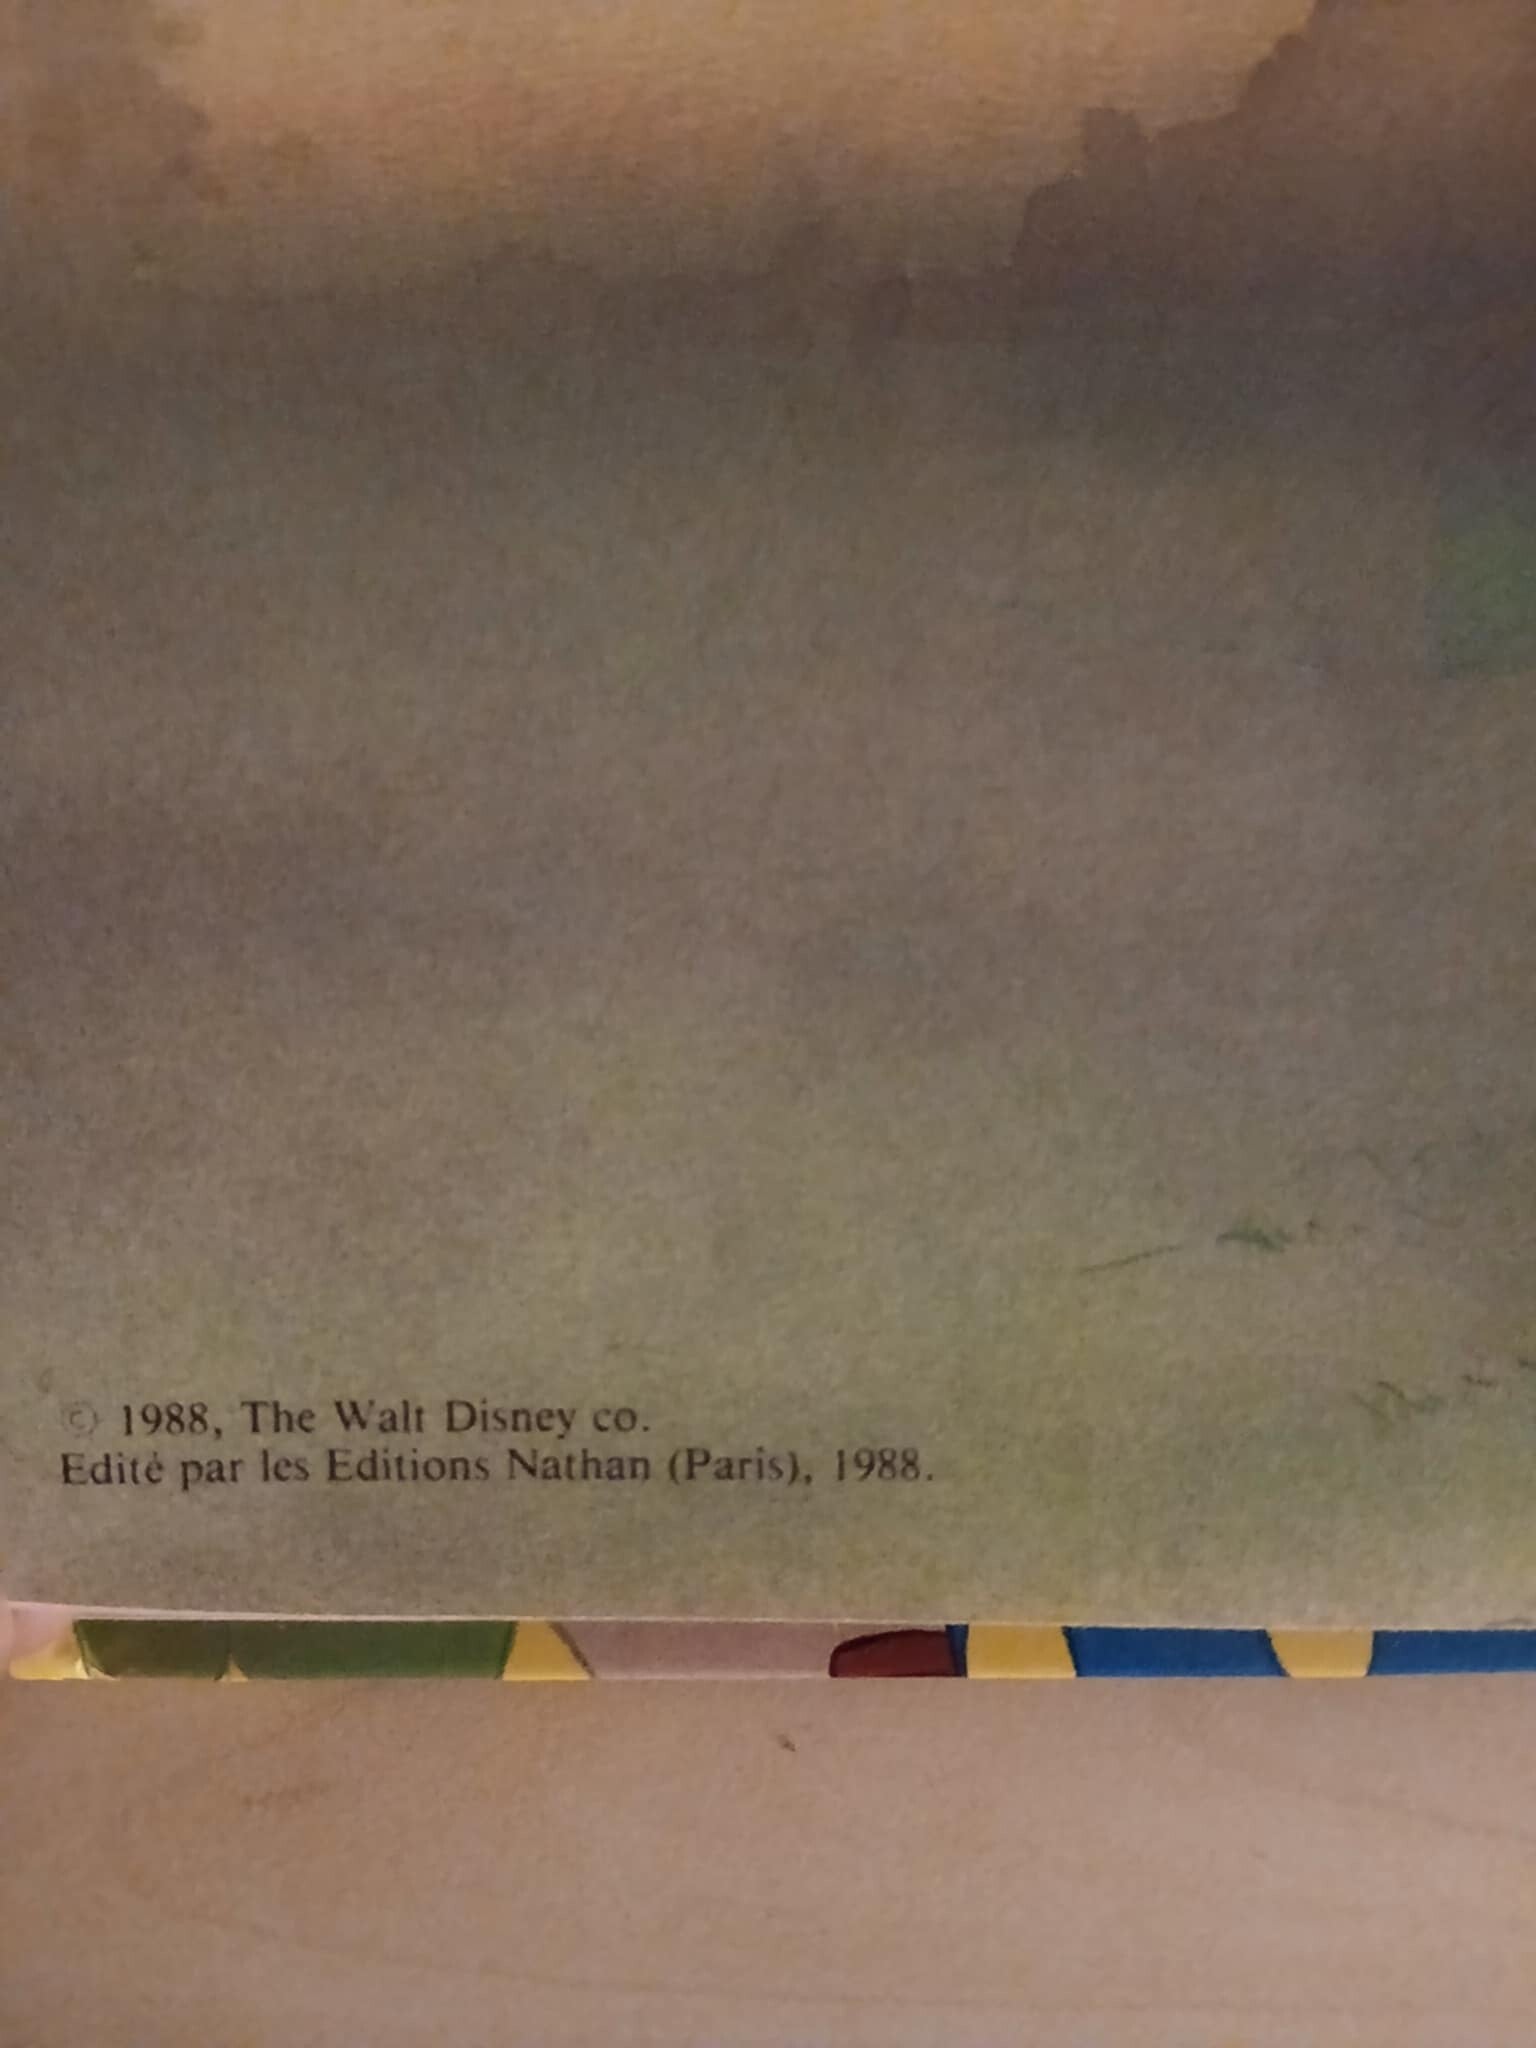 © 1988, The Walt Disney co.
Edité par les Editions Nathan (Paris), 1988.